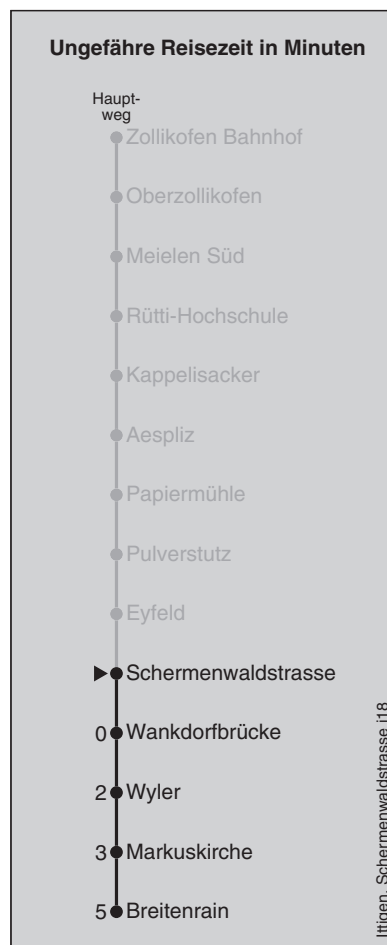 Ungefähre Reisezeit in Minuten
Haupt-
weg
Zollikofen Bahnhof
Oberzollikofen
Meielen Süd
Rütti-Hochschule
Kappelisacker
Aespliz
Papiermühle
Pulverstutz
Eyfeld
Schermenwaldstrasse
0 Wankdorfbrücke
2 Wyler
3 Markuskirche
5 Breitenrain
Ittigen, Schermenwaldstrasse j18